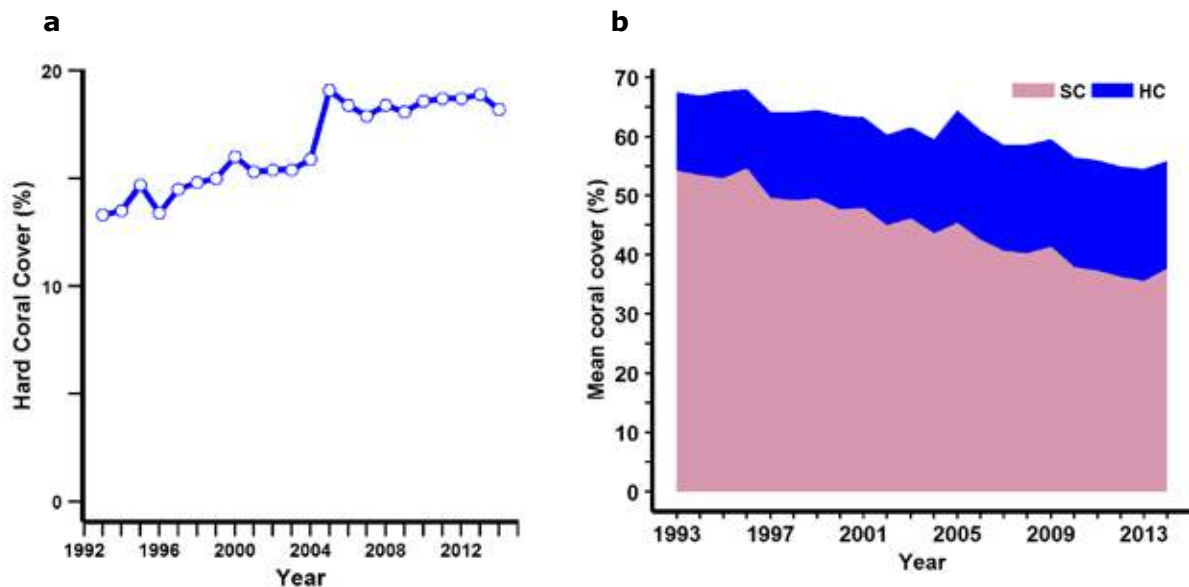 a
20
10
0
Hard Coral Cover (%)
1992 1996 2000 2004 2008 2012
Year
b
70
60
50
40
30
20
10
0
Mean coral cover (%)
SC HC
1993 1997 2001 2005 2009 2013
Year